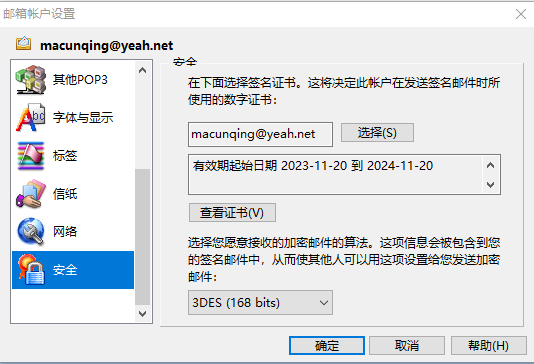 邮箱帐户设置
macunqing@yeah.net
其他POP3
字体与显示
标签
信纸
网络
安全
安全
在下面选择签名证书。这将决定此帐户在发送签名邮件时所
使用的数字证书：
macunqing@yeah.net
选择(S)
有效期起始日期 2023-11-20 到 2024-11-20
查看证书(V)
选择您愿意接收的加密邮件的算法。这项信息会被包含到您
的签名邮件中，从而使其他人可以用这项设置给您发送加密
邮件：
3DES (168 bits)
确定
取消
帮助(H)